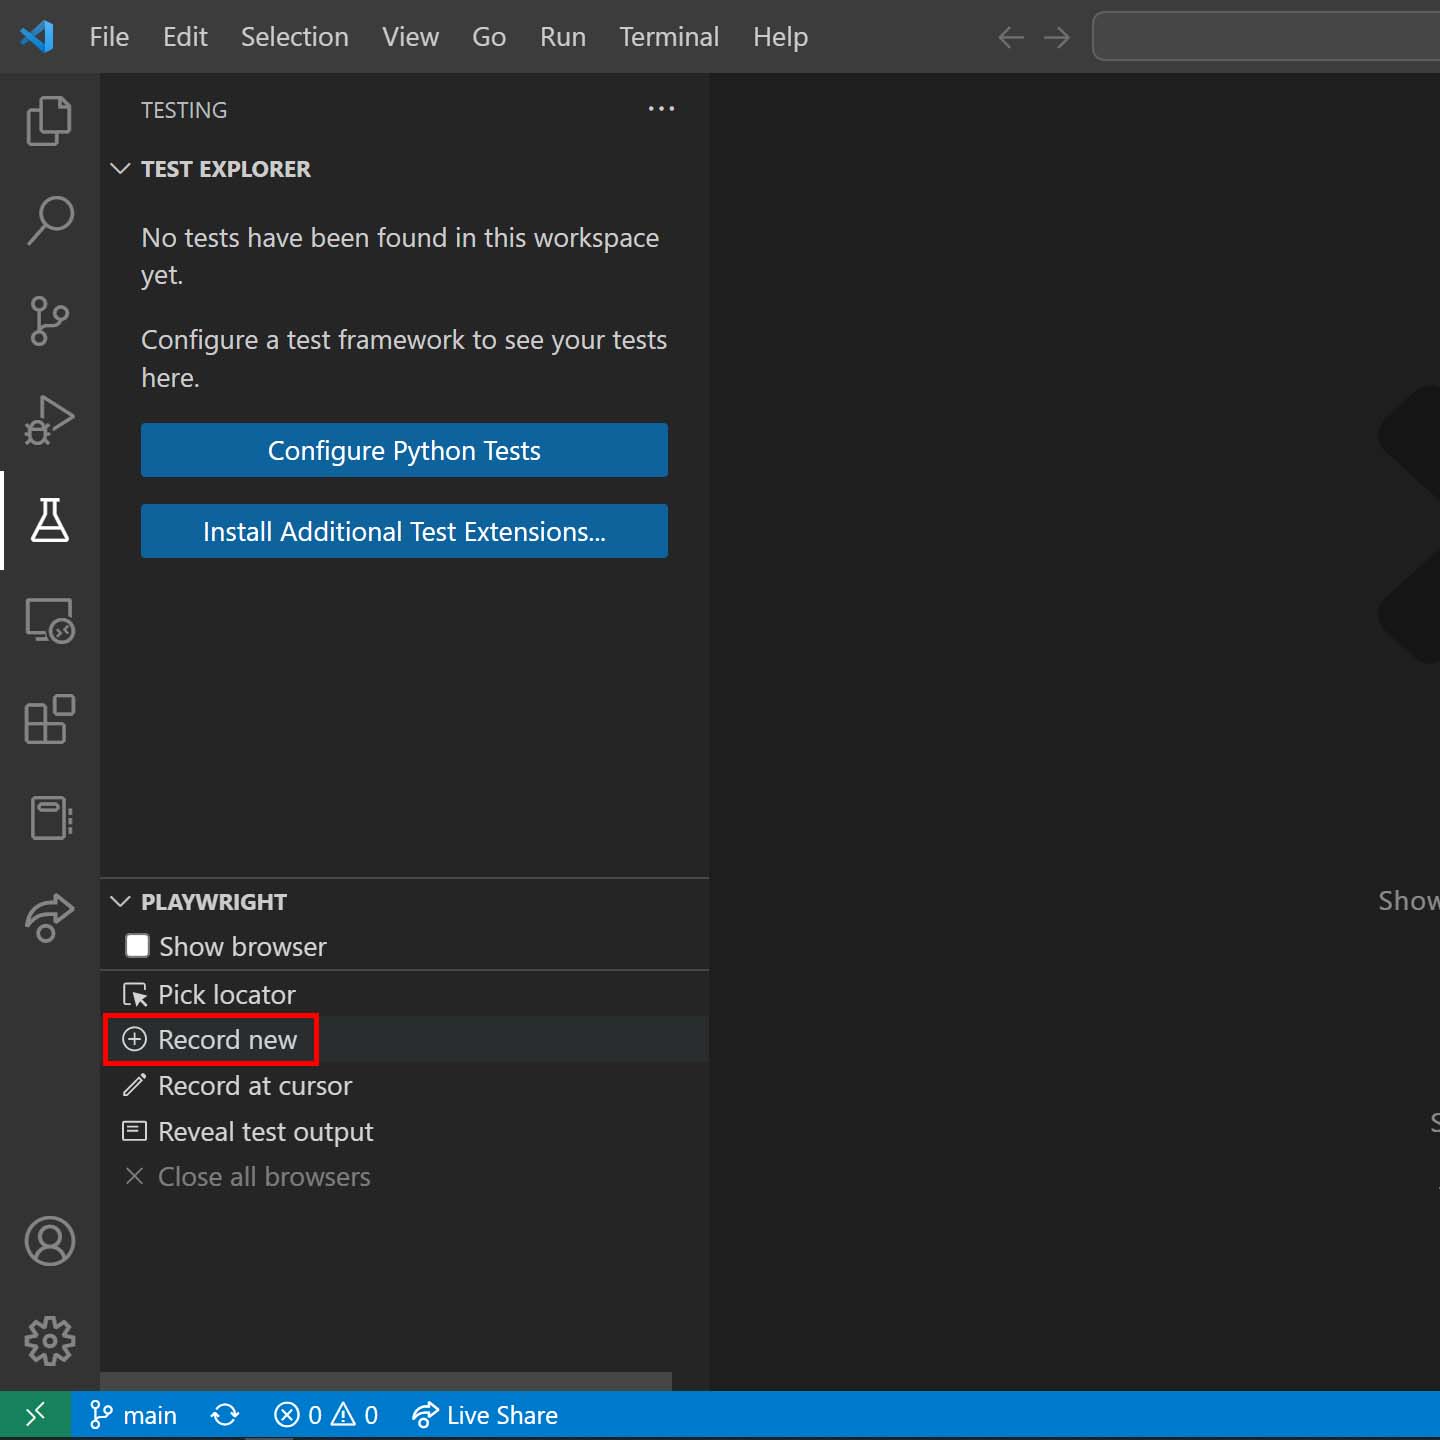 File Edit Selection View Go Run Terminal Help
TESTING
TEST EXPLORER
No tests have been found in this workspace
yet.
Configure a test framework to see your tests
here.
Configure Python Tests
Install Additional Test Extensions...
PLAYWRIGHT
Show browser
Show
Pick locator
Record new
Record at cursor
Reveal test output
Close all browsers
main 0 0 Live Share